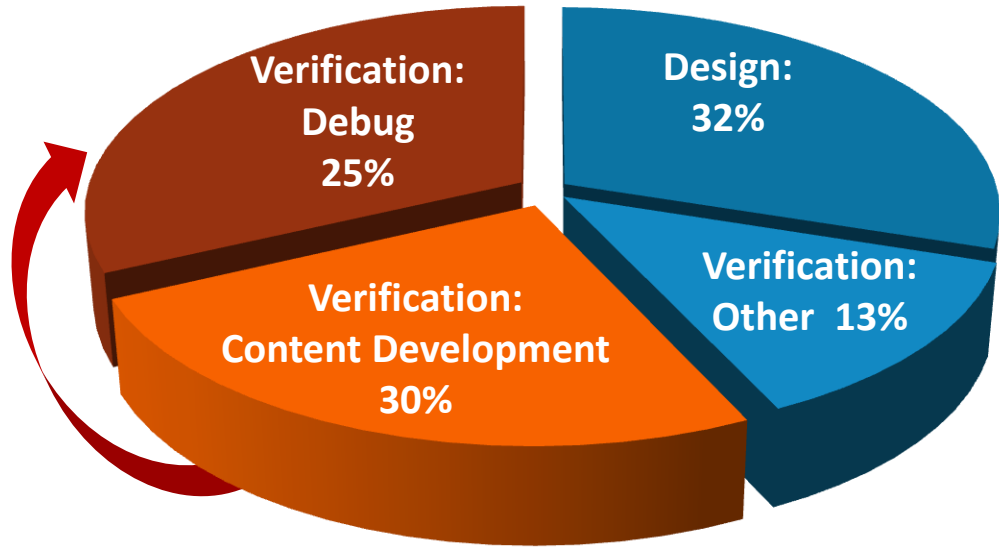 Verification:
Debug
25%
Design:
32%
Verification:
Other  13%
Verification:
Content Development
30%